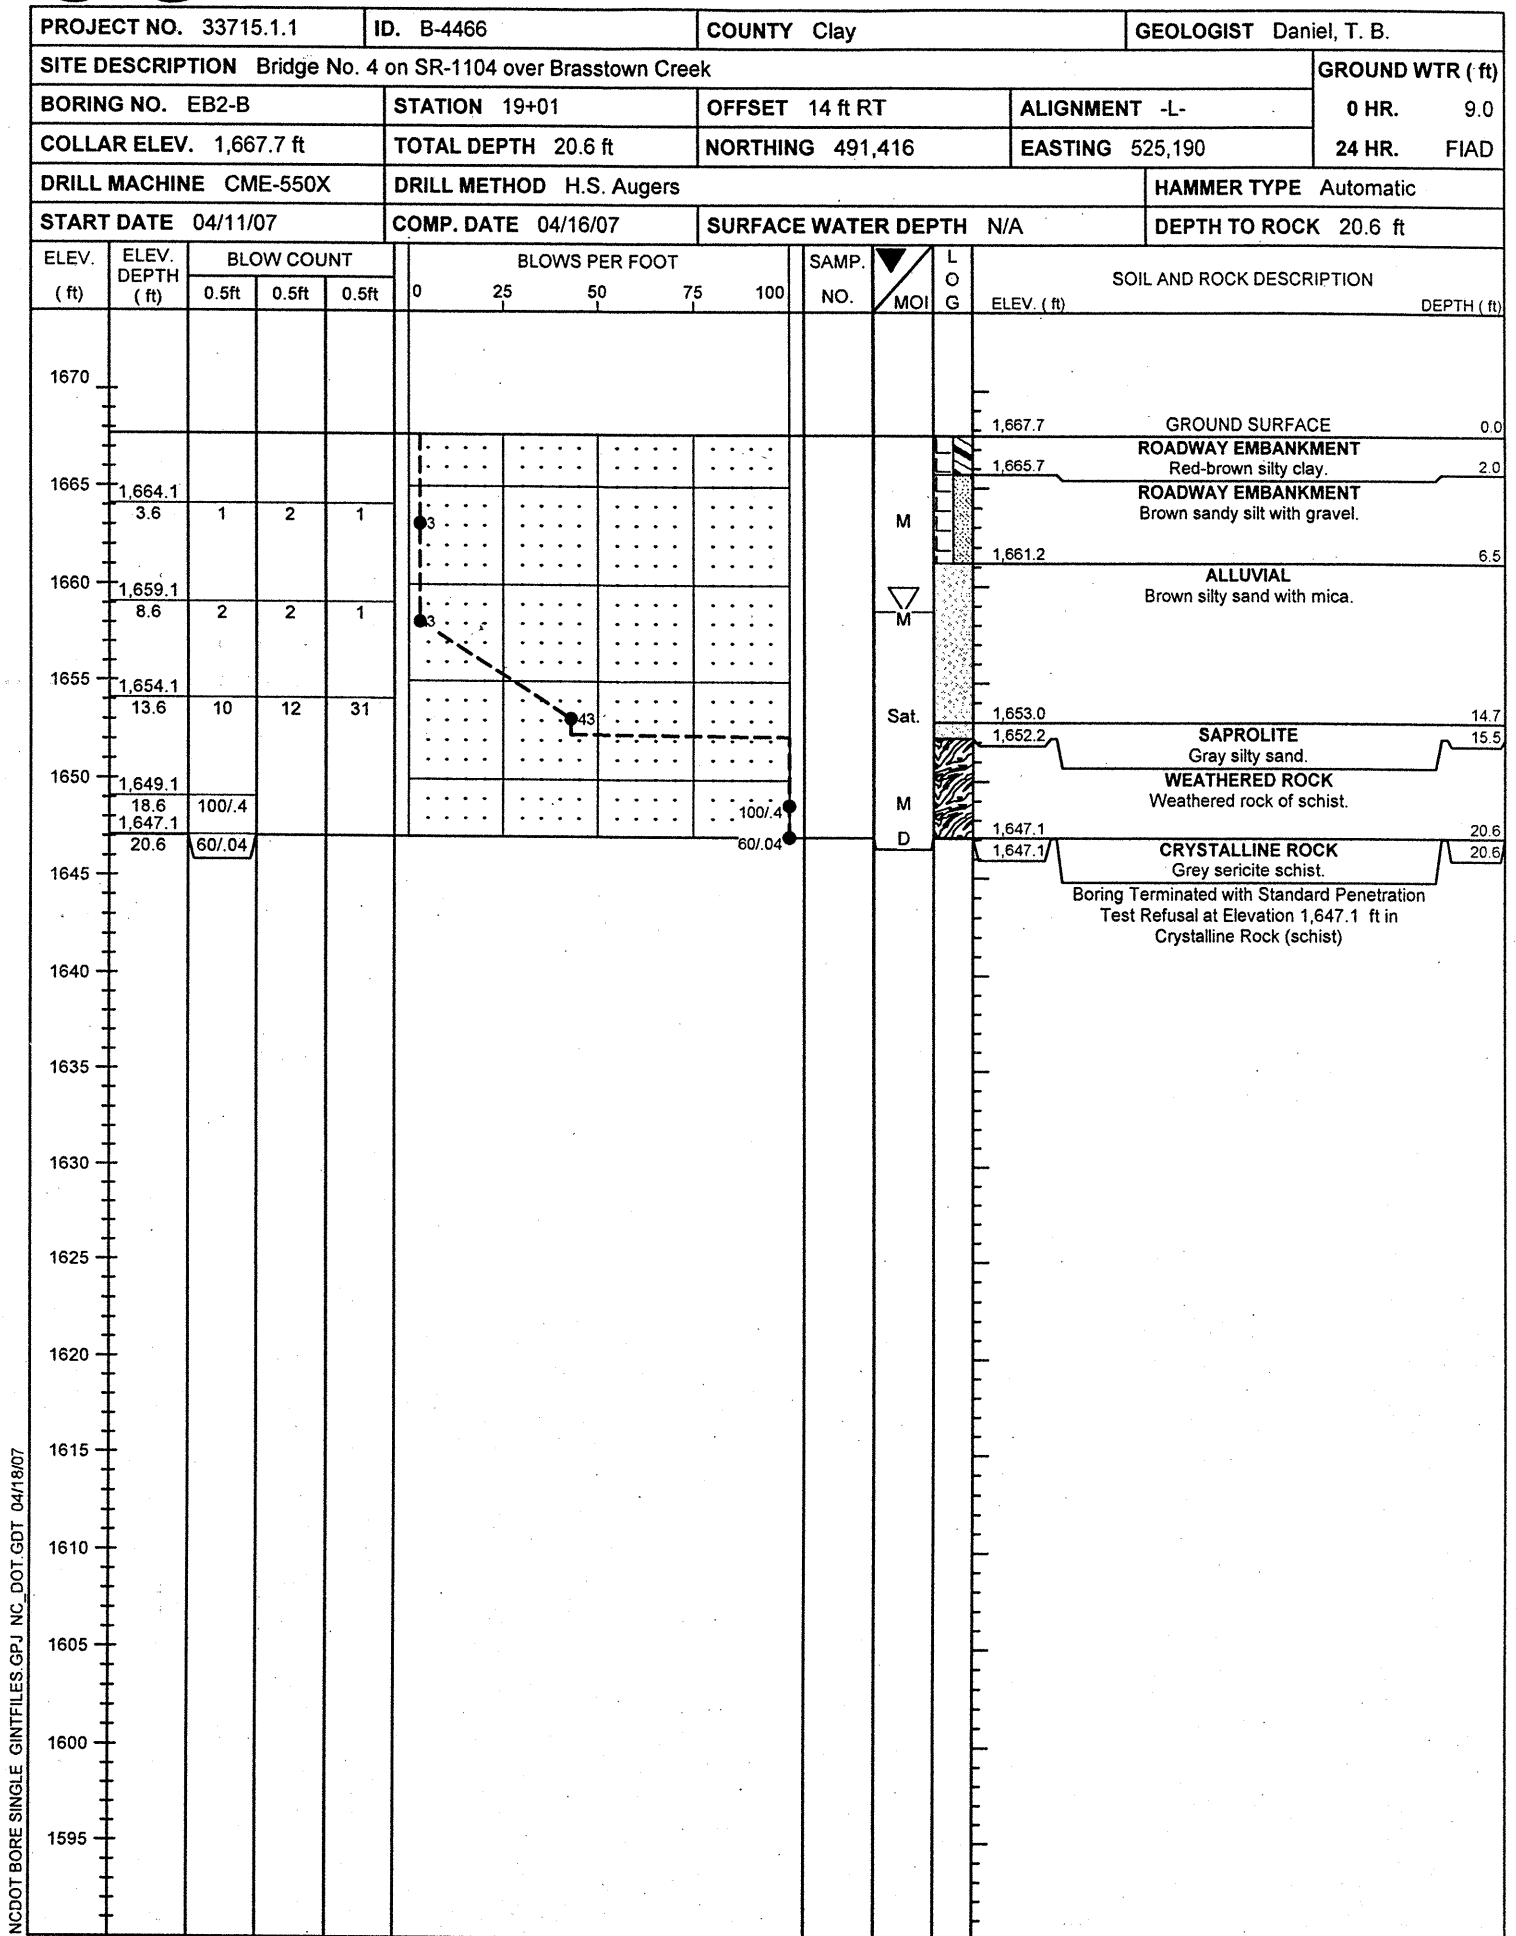 PROJECT NO. 33715.1.1 ID. B-4466 COUNTY Clay GEOLOGIST Daniel, T. B.
SITE DESCRIPTION Bridge No. 4 on SR-1104 over Brasstown Creek GROUND WTR (ft)
BORING NO. EB2-B STATION 19+01 OFFSET 14 ft RT ALIGNMENT -L- 0 HR. 9.0
COLLAR ELEV. 1,667.7 ft TOTAL DEPTH 20.6 ft NORTHING 491,416 EASTING 525,190 24 HR. FIAD
DRILL MACHINE CME-550X DRILL METHOD H.S. Augers HAMMER TYPE Automatic
START DATE 04/11/07 COMP. DATE 04/16/07 SURFACE WATER DEPTH N/A DEPTH TO ROCK 20.6 ft
ELEV. (ft) ELEV. DEPTH (ft) BLOW COUNT BLOWS PER FOOT SAMP. NO. MOI LOG SOIL AND ROCK DESCRIPTION
0.5ft 0.5ft 0.5ft 0 25 50 75 100 ELEV. (ft) DEPTH (ft)
1670
1,667.7 GROUND SURFACE 0.0
ROADWAY EMBANKMENT
1,665.7 Red-brown silty clay. 2.0
1665
1,664.1 ROADWAY EMBANKMENT
3.6 1 2 1 3 M Brown sandy silt with gravel.
1,661.2 6.5
1660 ALLUVIAL
1,659.1 Brown silty sand with mica.
8.6 2 2 1 3 M
1655
1,654.1
13.6 10 12 31 43 Sat. 1,653.0 14.7
1,652.2 SAPROLITE 15.5
Gray silty sand.
1650 WEATHERED ROCK
1,649.1
18.6 100/.4 100/.4 M Weathered rock of schist.
1,647.1 1,647.1 20.6
20.6 60/.04 60/.04 D 1,647.1 CRYSTALLINE ROCK 20.6
Grey sericite schist.
1645
Boring Terminated with Standard Penetration
Test Refusal at Elevation 1,647.1 ft in
Crystalline Rock (schist)
1640
1635
1630
1625
1620
1615
1610
1605
1600
1595
NCDOT BORE SINGLE GINTFILES.GPJ NC_DOT.GDT 04/18/07